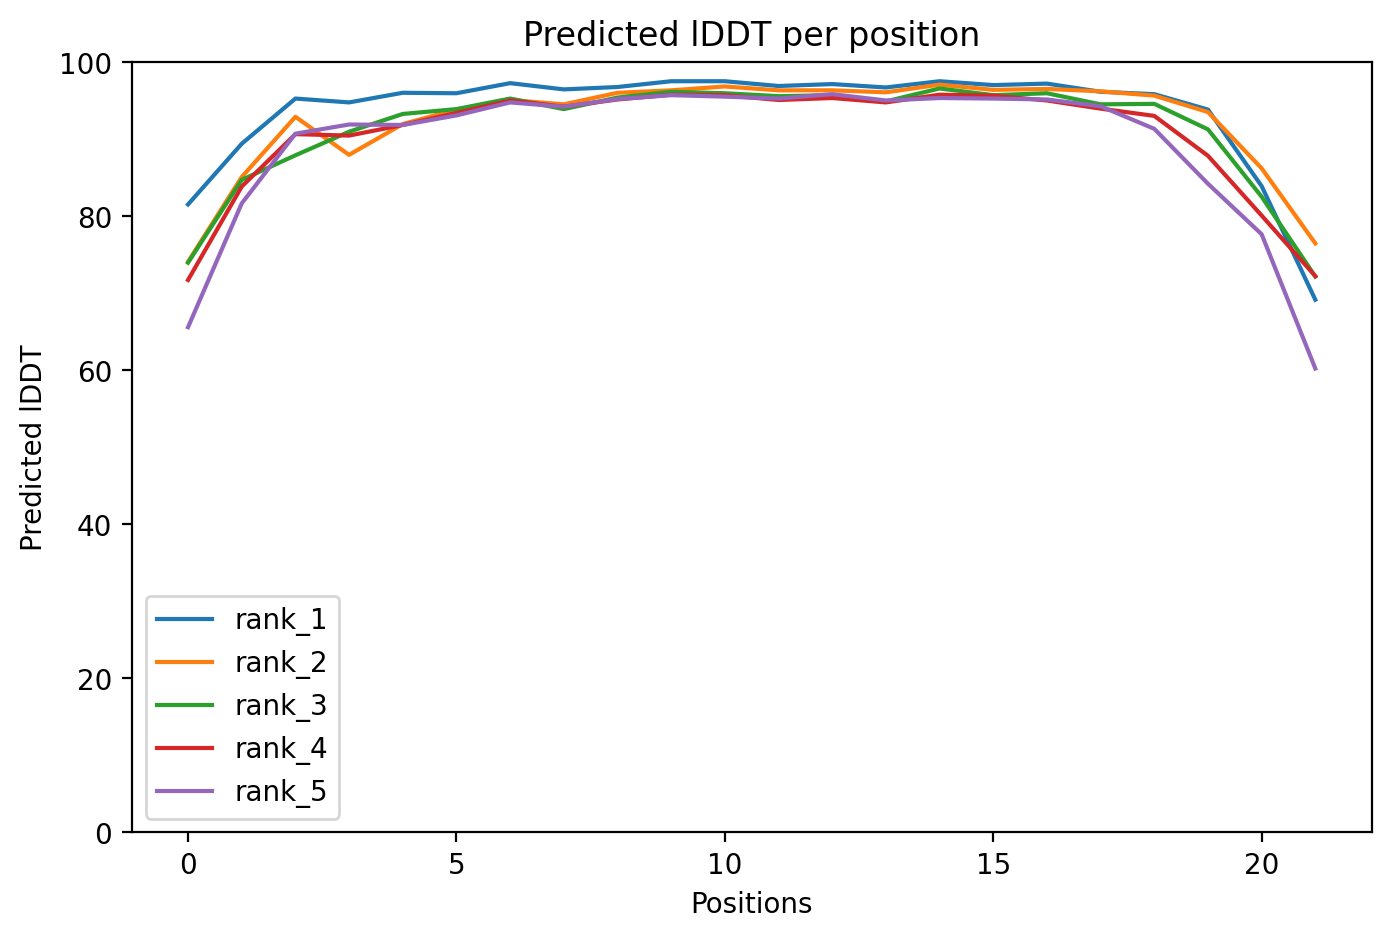 Predicted lDDT per position
100
80
60
40
20
0
Predicted lDDT
rank_1
rank_2
rank_3
rank_4
rank_5
0 5 10 15 20
Positions